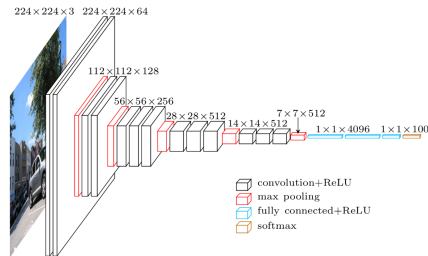 224×224×3
224×224×64
112×112×128
56×56×256
28×28×512
14×14×512
7×7×512
1×1×4096
1×1×100
convolution+ReLU
max pooling
fully connected+ReLU
softmax